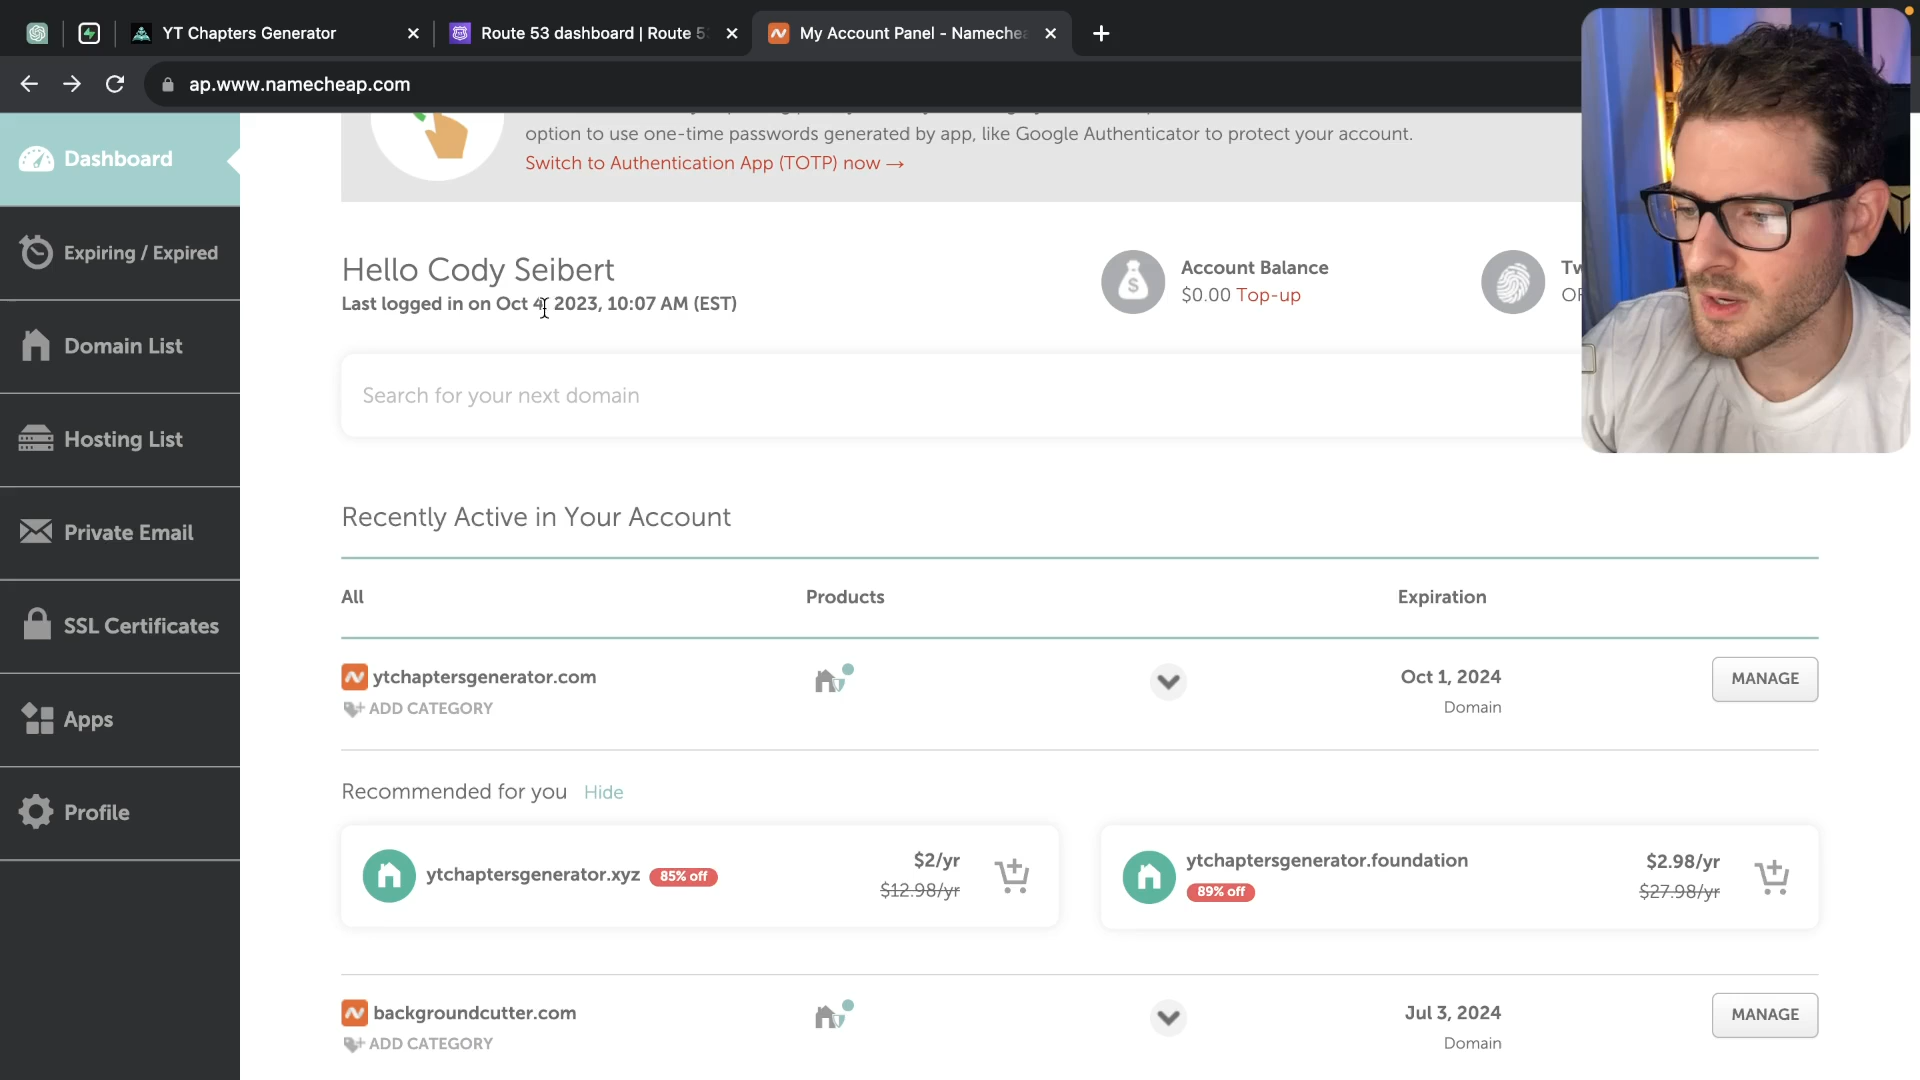 YT Chapters Generator
Route 53 dashboard | Route 5
My Account Panel - Namechea
ap.www.namecheap.com
option to use one-time passwords generated by app, like Google Authenticator to protect your account.
Switch to Authentication App (TOTP) now →
Dashboard
Expiring / Expired
Domain List
Hosting List
Private Email
SSL Certificates
Apps
Profile
Hello Cody Seibert
Last logged in on Oct 4, 2023, 10:07 AM (EST)
Account Balance
$0.00 Top-up
Search for your next domain
Recently Active in Your Account
All
Products
Expiration
ytchaptersgenerator.com
ADD CATEGORY
Oct 1, 2024
Domain
MANAGE
Recommended for you Hide
ytchaptersgenerator.xyz 85% off
$2/yr
$12.98/yr
ytchaptersgenerator.foundation
89% off
$2.98/yr
$27.98/yr
backgroundcutter.com
ADD CATEGORY
Jul 3, 2024
Domain
MANAGE